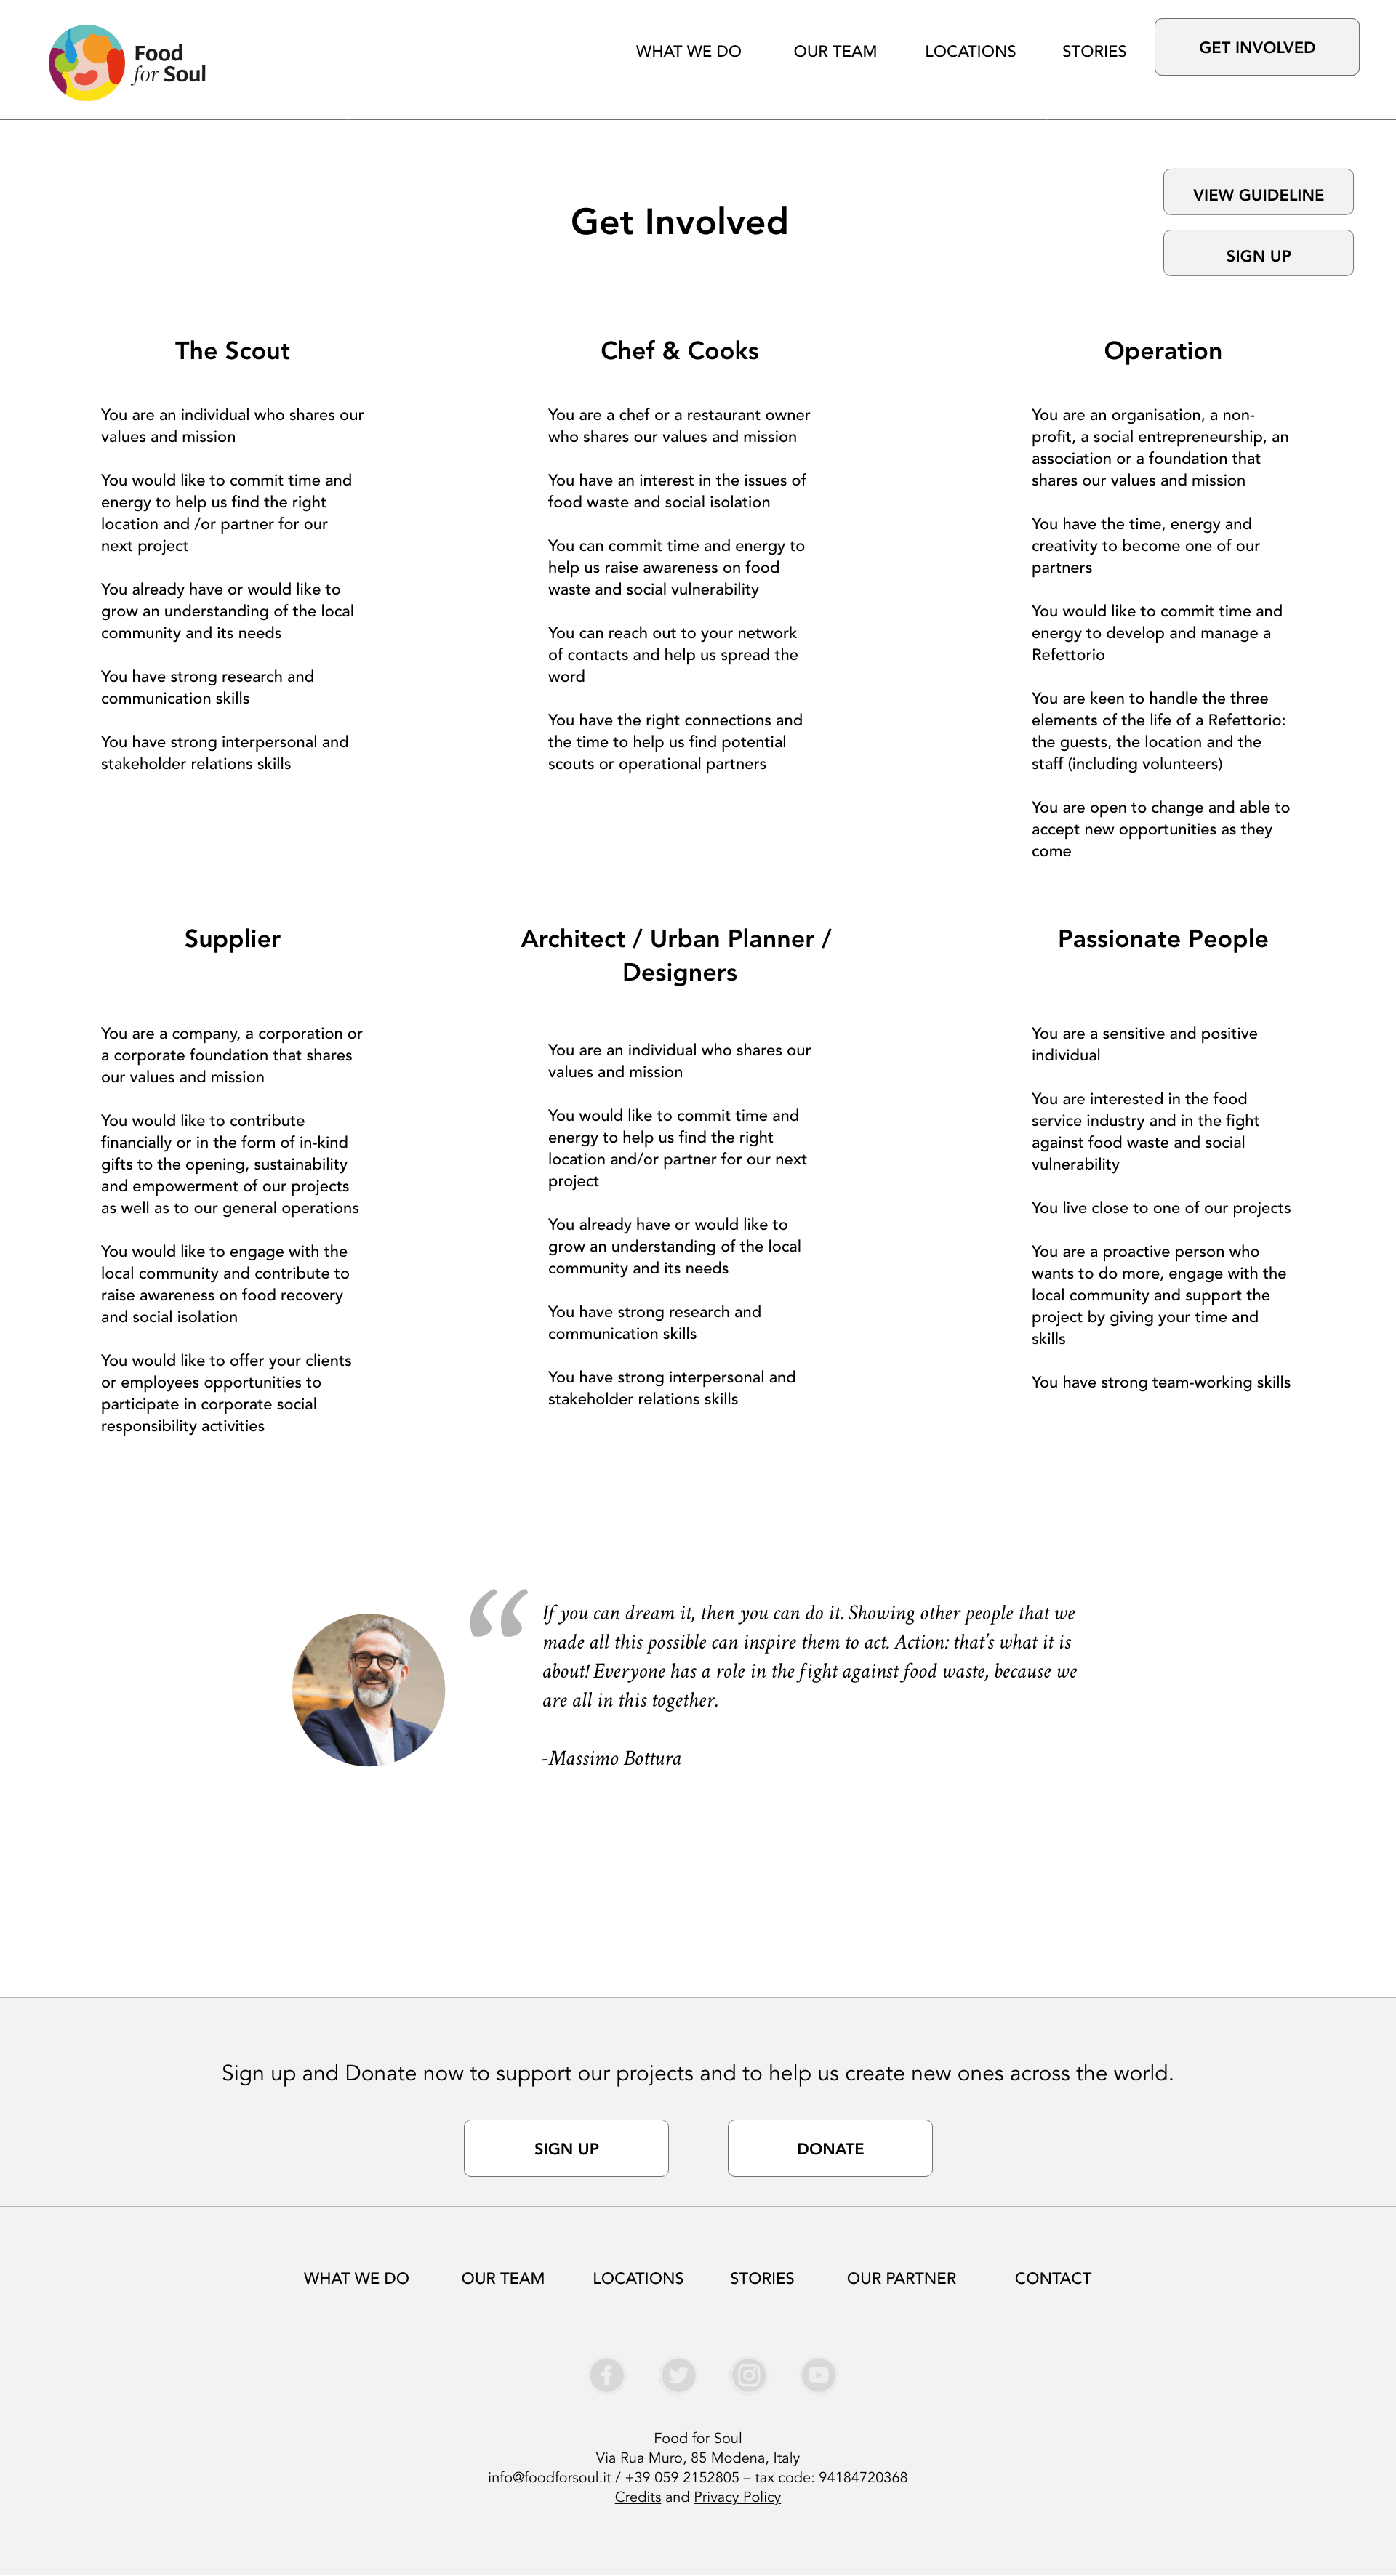 Food
for Soul
WHAT WE DO
OUR TEAM
LOCATIONS
STORIES
GET INVOLVED
VIEW GUIDELINE
Get Involved
SIGN UP
The Scout
You are an individual who shares our
values and mission
You would like to commit time and
energy to help us find the right
location and /or partner for our
next project
You already have or would like to
grow an understanding of the local
community and its needs
You have strong research and
communication skills
You have strong interpersonal and
stakeholder relations skills
Chef & Cooks
You are a chef or a restaurant owner
who shares our values and mission
You have an interest in the issues of
food waste and social isolation
You can commit time and energy to
help us raise awareness on food
waste and social vulnerability
You can reach out to your network
of contacts and help us spread the
word
You have the right connections and
the time to help us find potential
scouts or operational partners
Operation
You are an organisation, a non-
profit, a social entrepreneurship, an
association or a foundation that
shares our values and mission
You have the time, energy and
creativity to become one of our
partners
You would like to commit time and
energy to develop and manage a
Refettorio
You are keen to handle the three
elements of the life of a Refettorio:
the guests, the location and the
staff (including volunteers)
You are open to change and able to
accept new opportunities as they
come
Supplier
You are a company, a corporation or
a corporate foundation that shares
our values and mission
You would like to contribute
financially or in the form of in-kind
gifts to the opening, sustainability
and empowerment of our projects
as well as to our general operations
You would like to engage with the
local community and contribute to
raise awareness on food recovery
and social isolation
You would like to offer your clients
or employees opportunities to
participate in corporate social
responsibility activities
Architect / Urban Planner /
Designers
You are an individual who shares our
values and mission
You would like to commit time and
energy to help us find the right
location and/or partner for our next
project
You already have or would like to
grow an understanding of the local
community and its needs
You have strong research and
communication skills
You have strong interpersonal and
stakeholder relations skills
Passionate People
You are a sensitive and positive
individual
You are interested in the food
service industry and in the fight
against food waste and social
vulnerability
You live close to one of our projects
You are a proactive person who
wants to do more, engage with the
local community and support the
project by giving your time and
skills
You have strong team-working skills
“ If you can dream it, then you can do it. Showing other people that we
made all this possible can inspire them to act. Action: that’s what it is
about! Everyone has a role in the fight against food waste, because we
are all in this together.
-Massimo Bottura
Sign up and Donate now to support our projects and to help us create new ones across the world.
SIGN UP
DONATE
WHAT WE DO
OUR TEAM
LOCATIONS
STORIES
OUR PARTNER
CONTACT
Food for Soul
Via Rua Muro, 85 Modena, Italy
info@foodforsoul.it / +39 059 2152805 – tax code: 94184720368
Credits and Privacy Policy